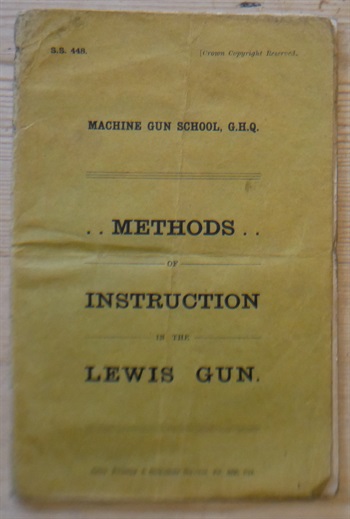 S.S. 448.
[Crown Copyright Reserved.
MACHINE GUN SCHOOL, G.H.Q.
. . METHODS . .
OF
INSTRUCTION
IN THE
LEWIS GUN.